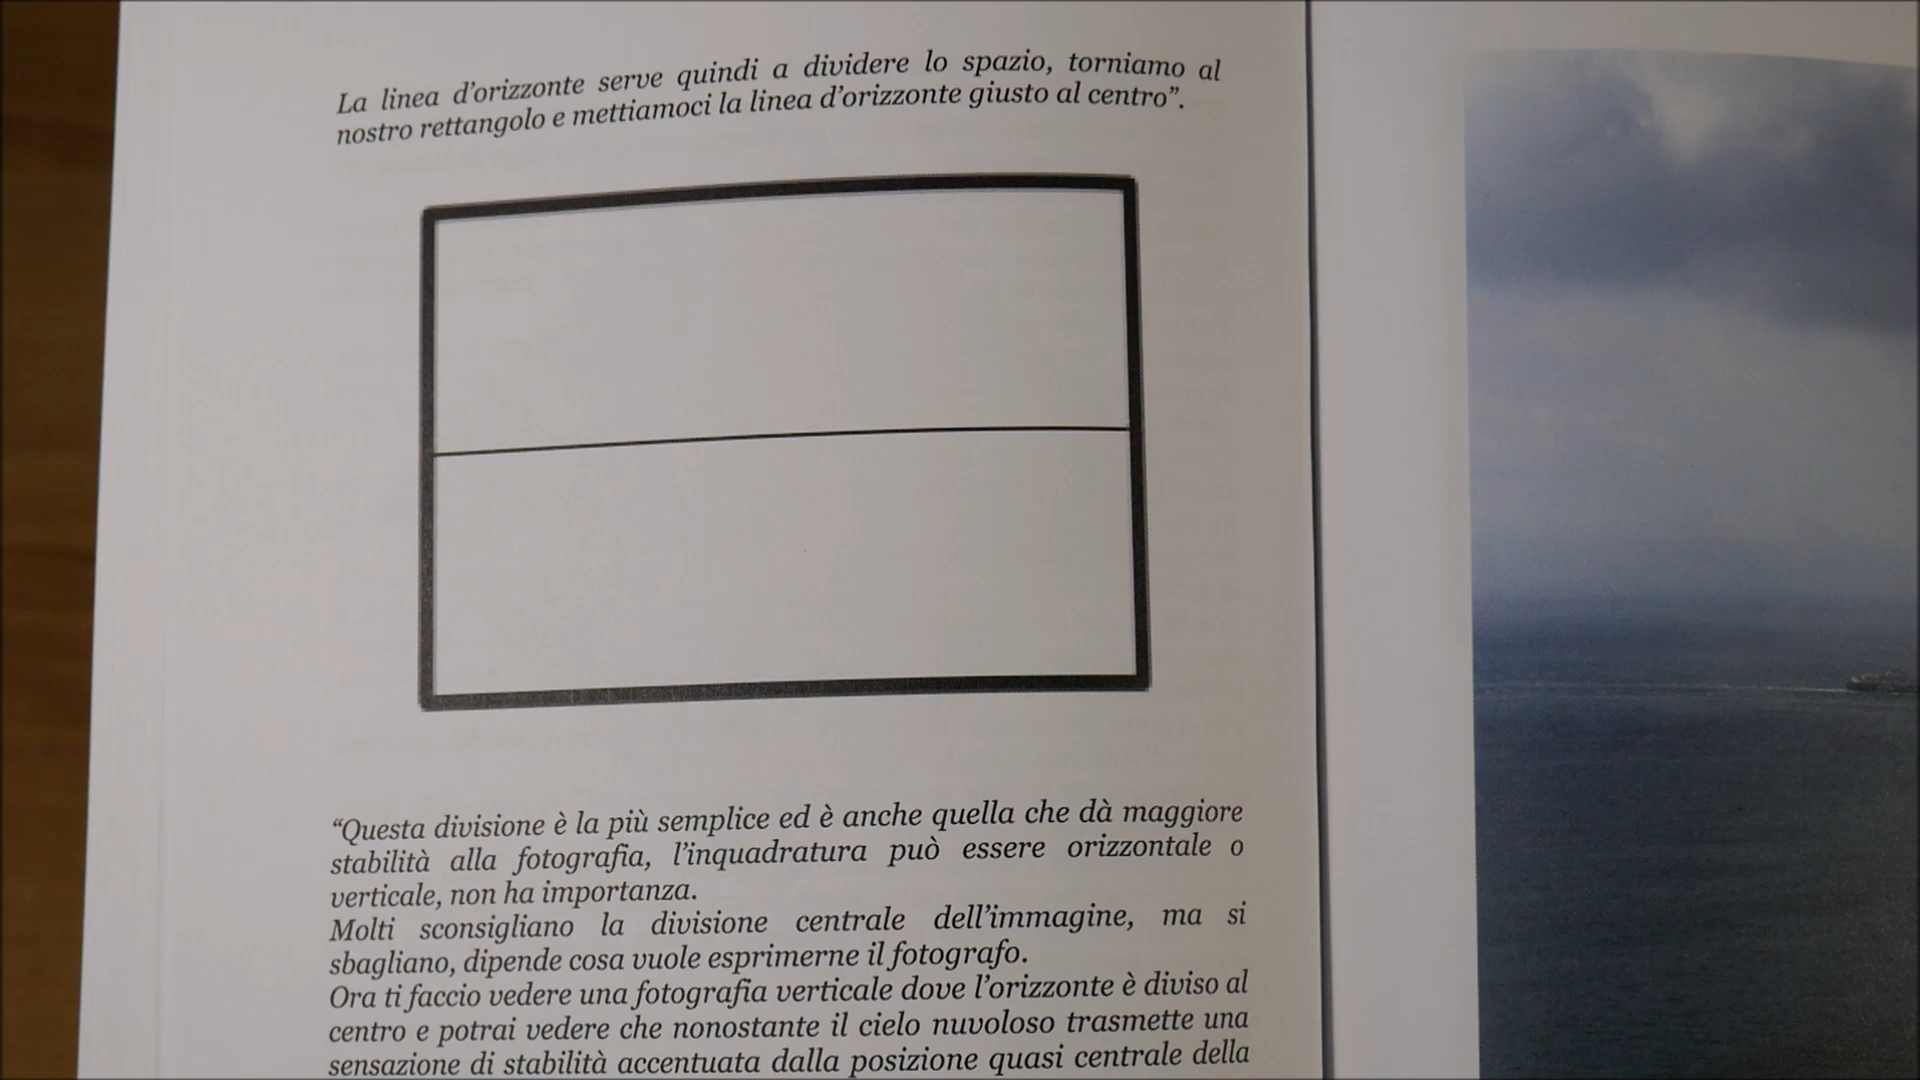 La linea d’orizzonte serve quindi a dividere lo spazio, torniamo al
nostro rettangolo e mettiamoci la linea d’orizzonte giusto al centro”.
“Questa divisione è la più semplice ed è anche quella che dà maggiore
stabilità alla fotografia, l’inquadratura può essere orizzontale o
verticale, non ha importanza.
Molti sconsigliano la divisione centrale dell’immagine, ma si
sbagliano, dipende cosa vuole esprimerne il fotografo.
Ora ti faccio vedere una fotografia verticale dove l’orizzonte è diviso al
centro e potrai vedere che nonostante il cielo nuvoloso trasmette una
sensazione di stabilità accentuata dalla posizione quasi centrale della